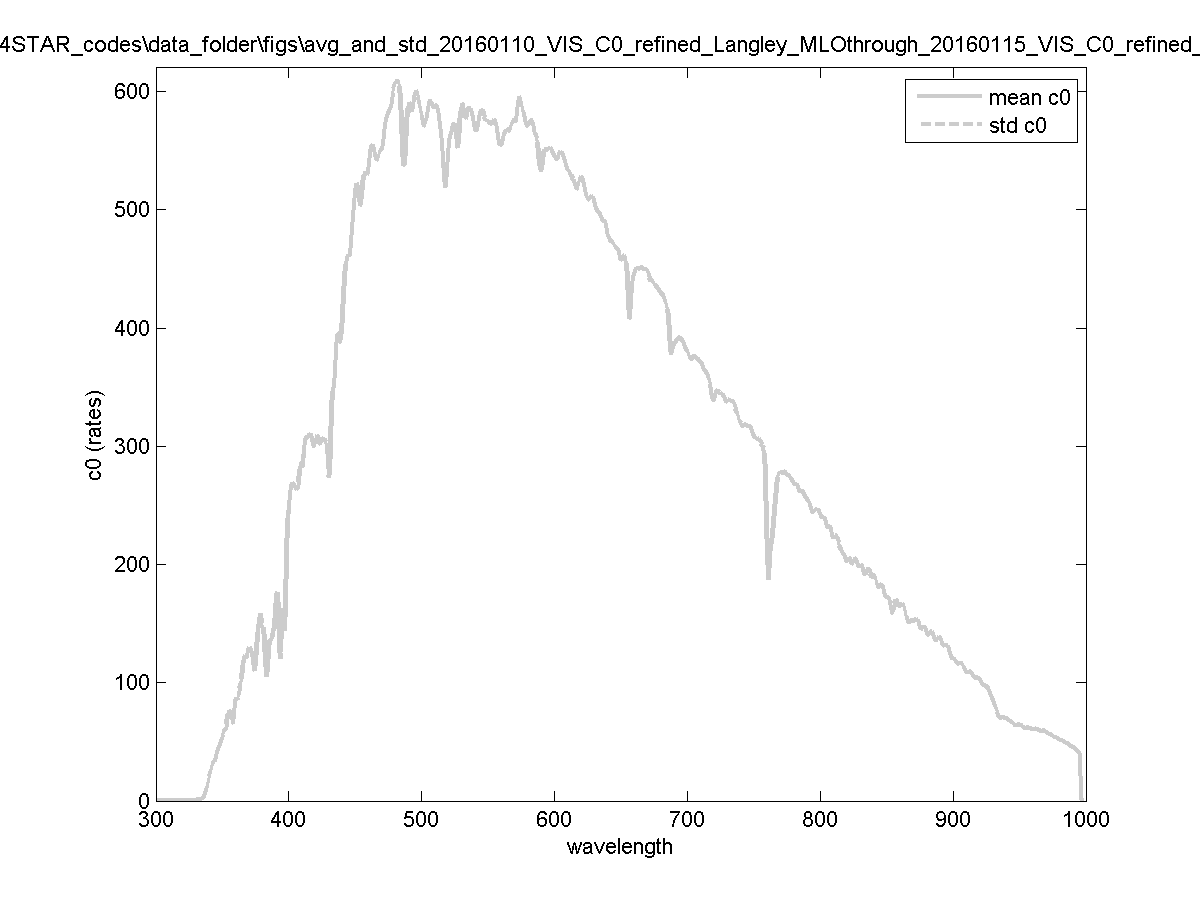 4STAR_codes\data_folder\figs\avg_and_std_20160110_VIS_C0_refined_Langley_MLOthrough_20160115_VIS_C0_refined_
mean c0
std c0
600
500
400
300
200
100
0
c0 (rates)
300 400 500 600 700 800 900 1000
wavelength